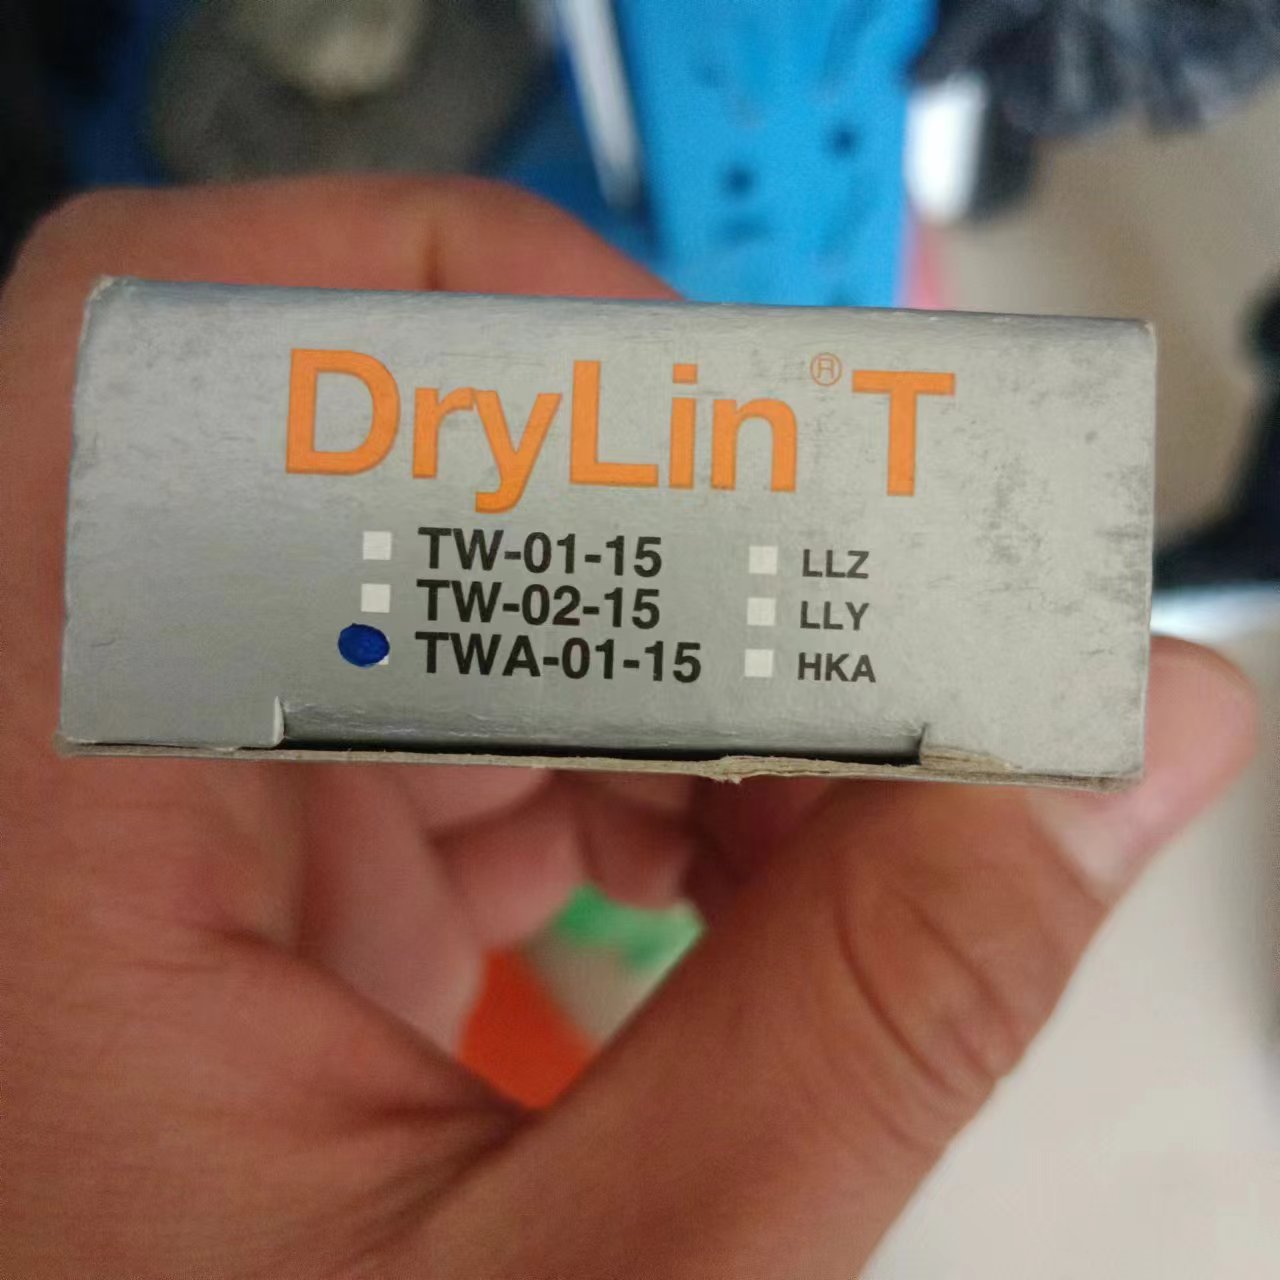 DryLin® T
TW-01-15 LLZ
TW-02-15 LLY
TWA-01-15 HKA